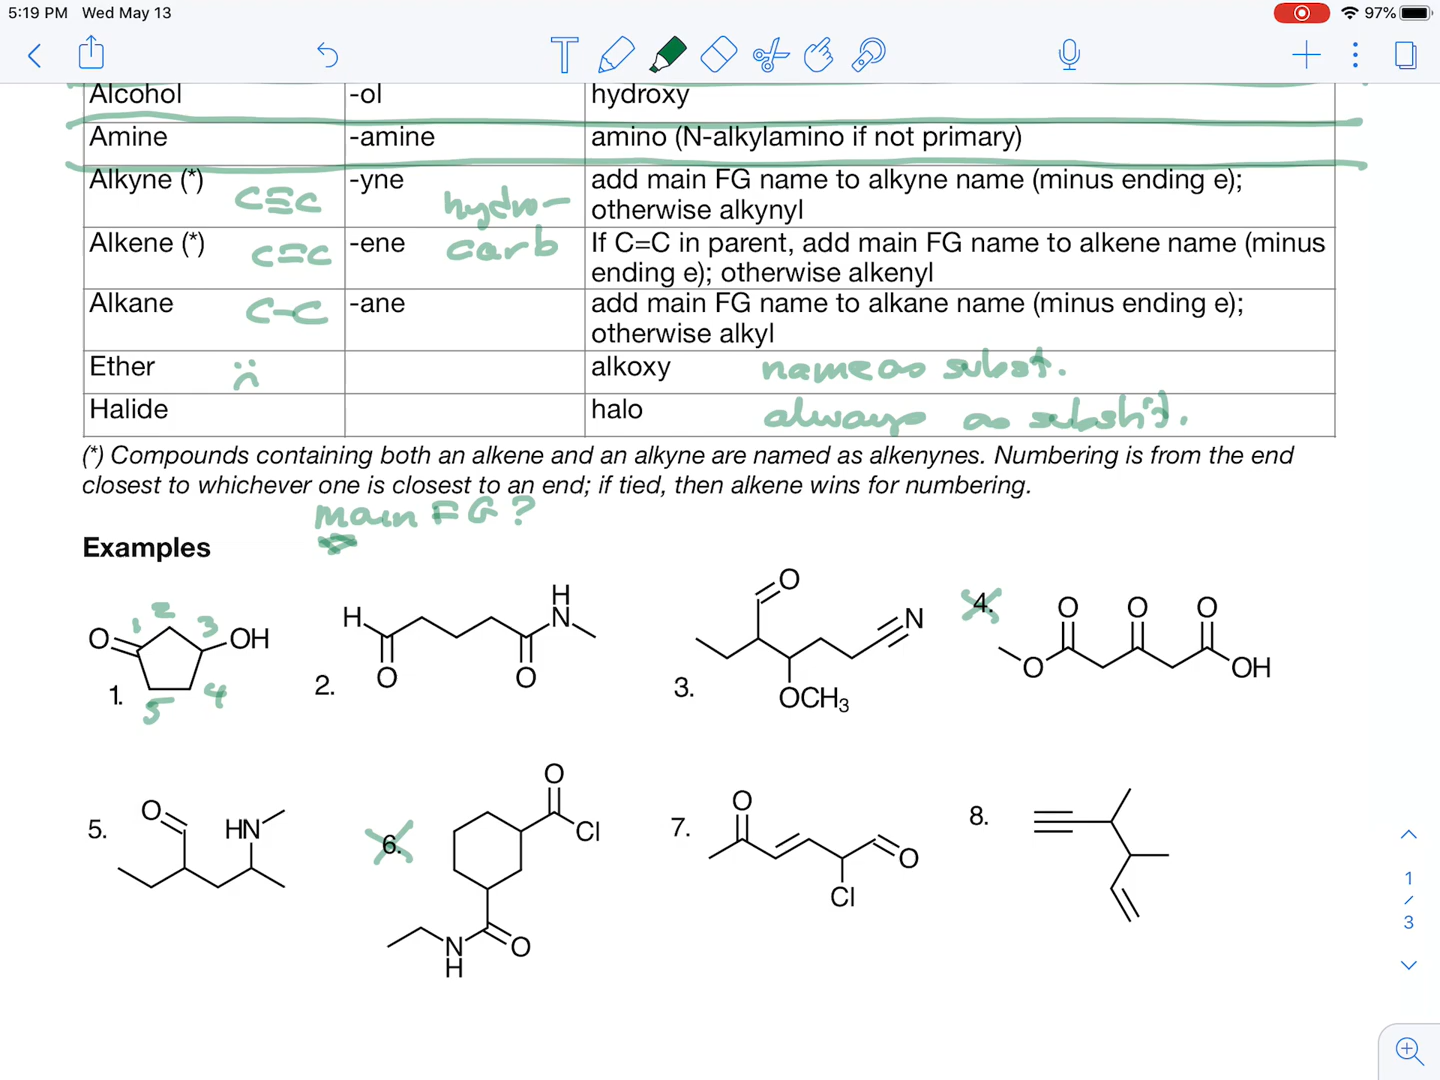 5:19 PM Wed May 13 97%
T
Alcohol -ol hydroxy
Amine -amine amino (N-alkylamino if not primary)
Alkyne (*) C≡C -yne hydro- add main FG name to alkyne name (minus ending e);
otherwise alkynyl
Alkene (*) C=C -ene carb If C=C in parent, add main FG name to alkene name (minus
ending e); otherwise alkenyl
Alkane C-C -ane add main FG name to alkane name (minus ending e);
otherwise alkyl
Ether alkoxy name as subst.
Halide halo always as substit.
(*) Compounds containing both an alkene and an alkyne are named as alkenynes. Numbering is from the end
closest to whichever one is closest to an end; if tied, then alkene wins for numbering.
main FG?
Examples
1. O OH 1 2 3 4 5
2. H O O H N
3. O N OCH3
4. O O O O OH
5. O HN
6. O Cl N H O
7. O Cl O
8.
1
/
3